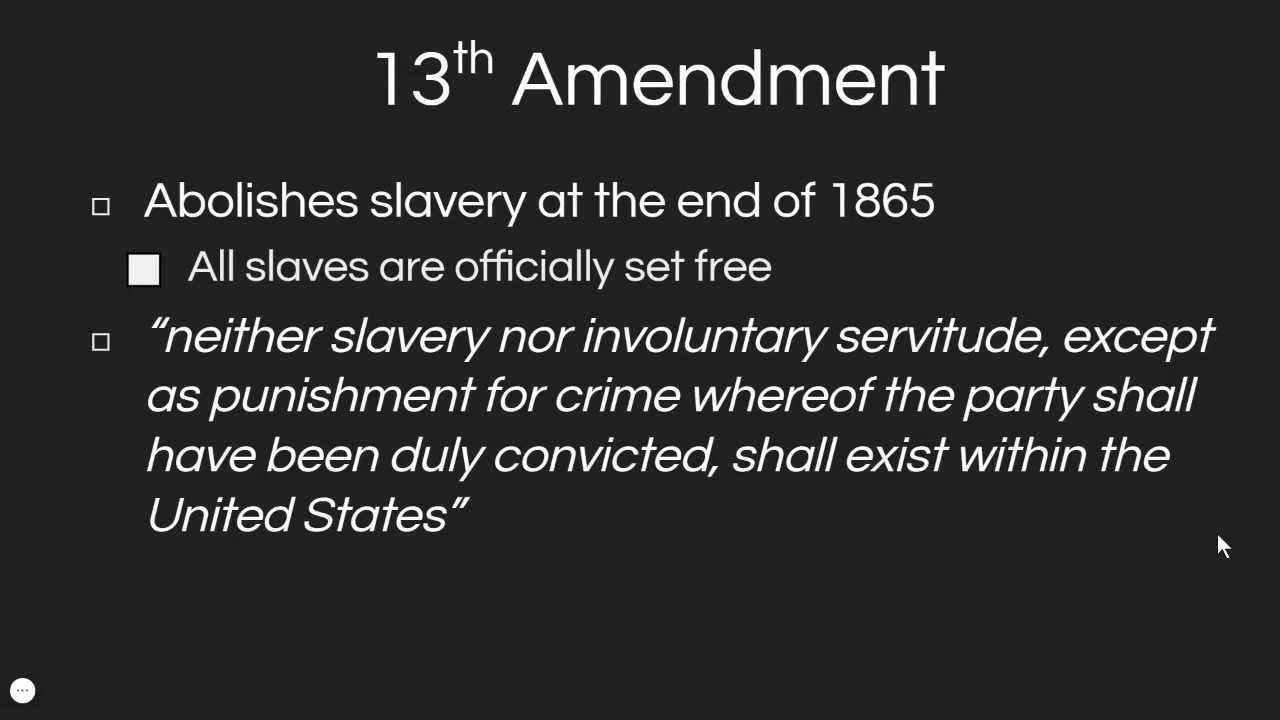 13th Amendment
Abolishes slavery at the end of 1865
All slaves are officially set free
“neither slavery nor involuntary servitude, except
as punishment for crime whereof the party shall
have been duly convicted, shall exist within the
United States”